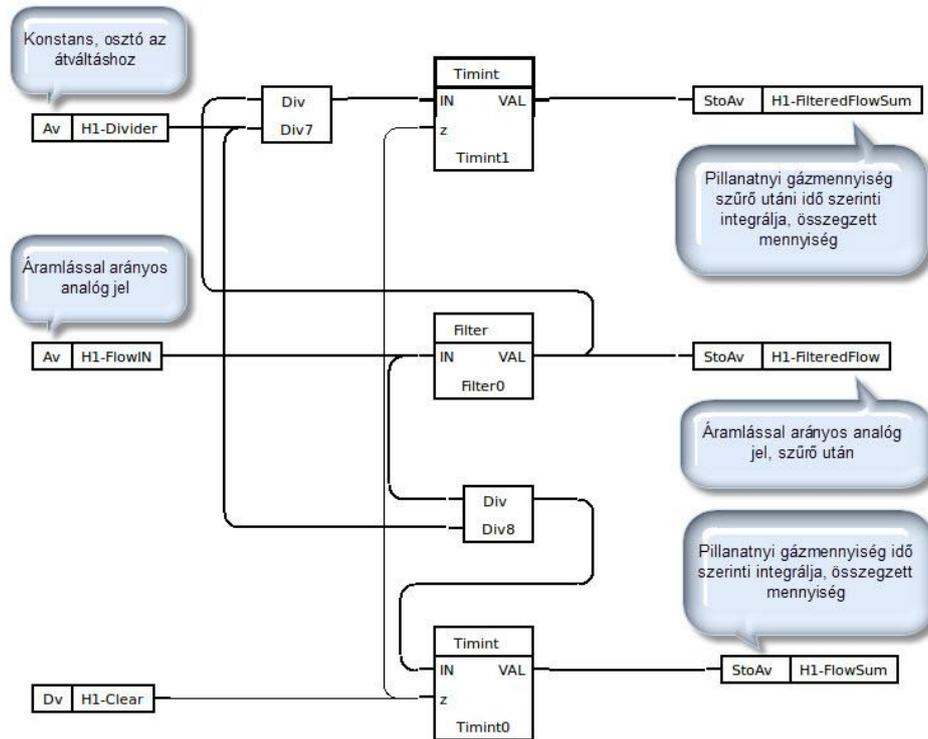 Konstans, osztó az
átváltáshoz
Timint
Div
IN VAL
StoAv H1-FilteredFlowSum
Av H1-Divider
Div7
z
Timint1
Pillanatnyi gázmennyiség
szűrő utáni idő szerinti
integrálja, összegzett
mennyiség
Áramlással arányos
analóg jel
Filter
Av H1-FlowIN
IN VAL
StoAv H1-FilteredFlow
Filter0
Áramlással arányos analóg
jel, szűrő után
Div
Div8
Pillanatnyi gázmennyiség idő
szerinti integrálja, összegzett
mennyiség
Timint
IN VAL
StoAv H1-FlowSum
Dv H1-Clear
z
Timint0